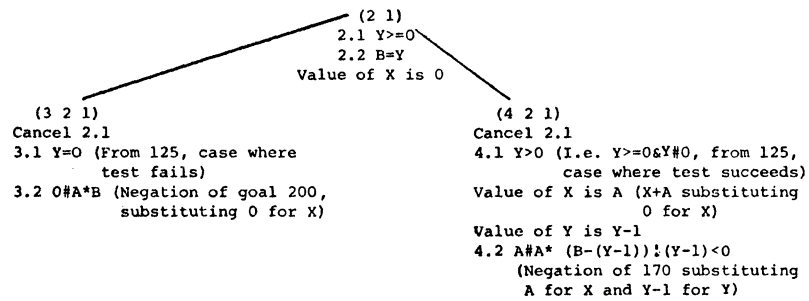 (2 1)
2.1 Y>=0
2.2 B=Y
Value of X is 0
(3 2 1)
Cancel 2.1
3.1 Y=0 (From 125, case where
test fails)
3.2 0#A*B (Negation of goal 200,
substituting 0 for X)
(4 2 1)
Cancel 2.1
4.1 Y>0 (I.e. Y>=0&Y#0, from 125,
case where test succeeds)
Value of X is A (X+A substituting
0 for X)
Value of Y is Y-1
4.2 A#A* (B-(Y-1))!(Y-1)<0
(Negation of 170 substituting
A for X and Y-1 for Y)